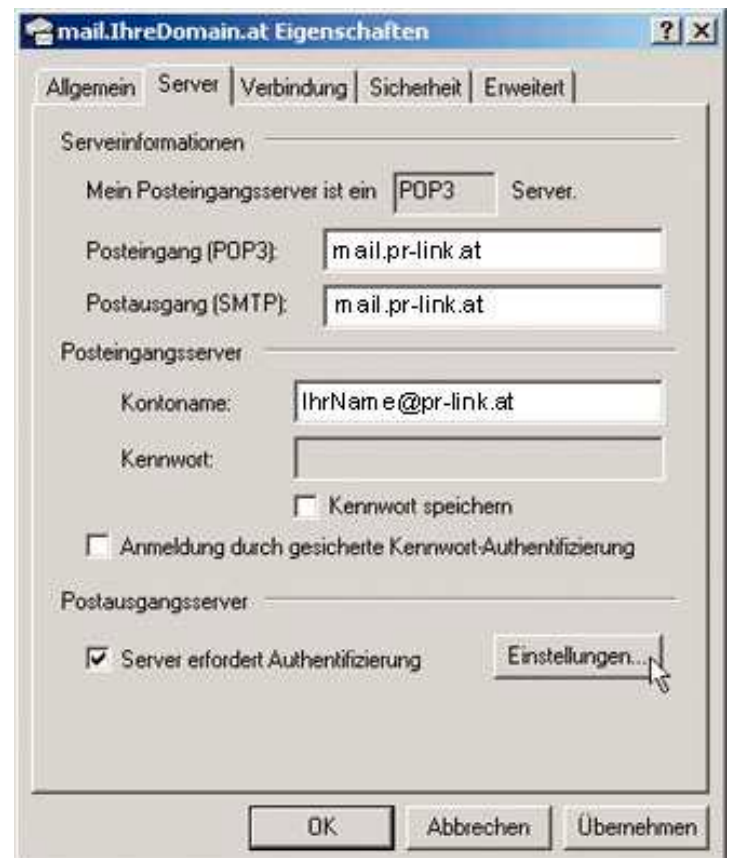 mail.IhreDomain.at Eigenschaften
Allgemein Server Verbindung Sicherheit Erweitert
Serverinformationen
Mein Posteingangsserver ist ein POP3 Server.
Posteingang (POP3): mail.pr-link.at
Postausgang (SMTP): mail.pr-link.at
Posteingangsserver
Kontoname: IhrName@pr-link.at
Kennwort:
Kennwort speichern
Anmeldung durch gesicherte Kennwort-Authentifizierung
Postausgangsserver
Server erfordert Authentifizierung Einstellungen...
OK Abbrechen Übernehmen